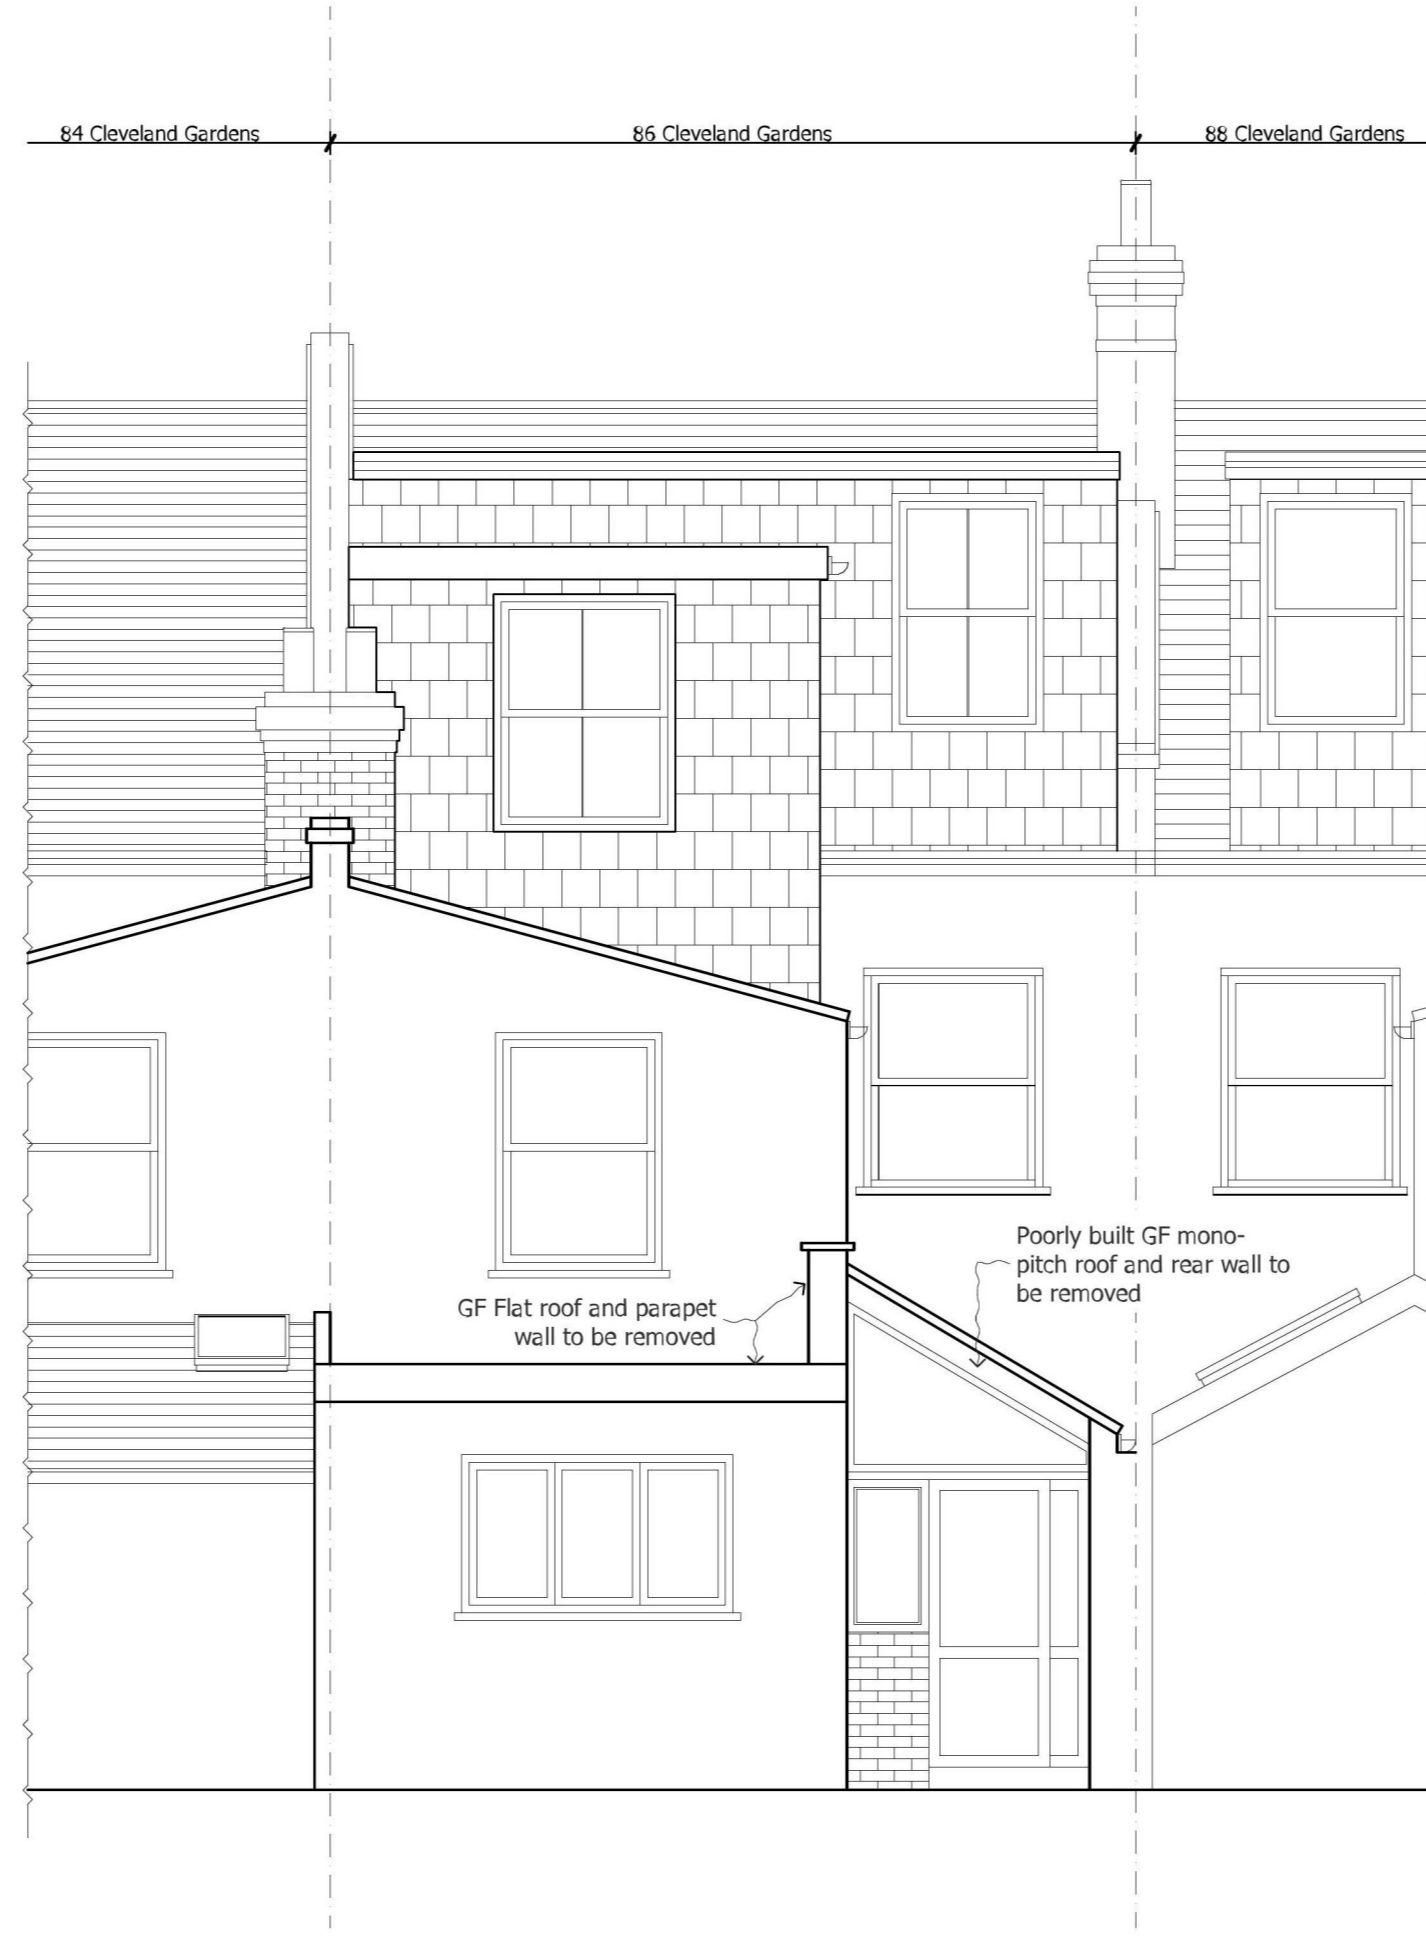 84 Cleveland Gardens
86 Cleveland Gardens
88 Cleveland Gardens
Poorly built GF mono-
pitch roof and rear wall to
be removed
GF Flat roof and parapet
wall to be removed